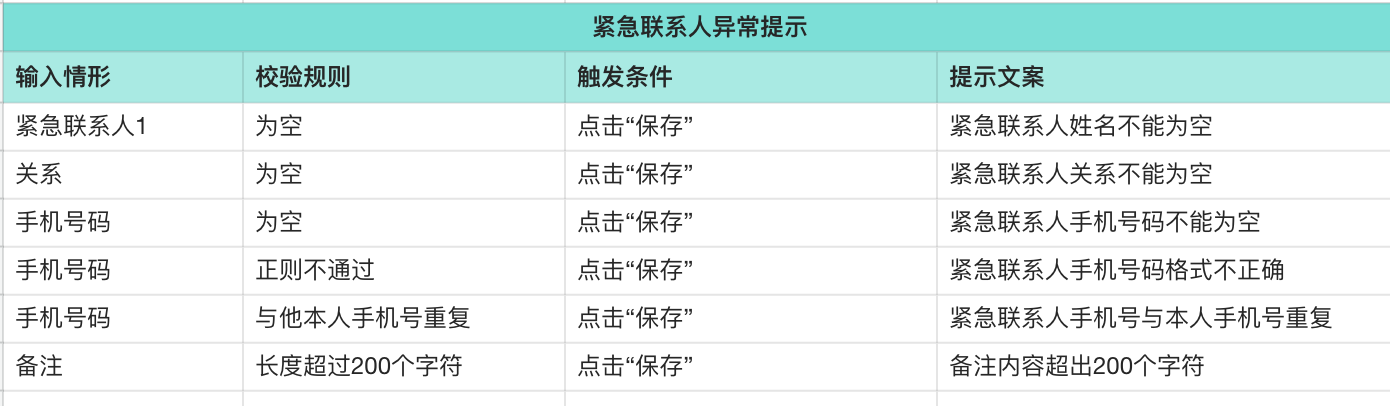 紧急联系人异常提示
输入情形 校验规则 触发条件 提示文案
紧急联系人1 为空 点击“保存” 紧急联系人姓名不能为空
关系 为空 点击“保存” 紧急联系人关系不能为空
手机号码 为空 点击“保存” 紧急联系人手机号码不能为空
手机号码 正则不通过 点击“保存” 紧急联系人手机号码格式不正确
手机号码 与他本人手机号重复 点击“保存” 紧急联系人手机号与本人手机号重复
备注 长度超过200个字符 点击“保存” 备注内容超出200个字符